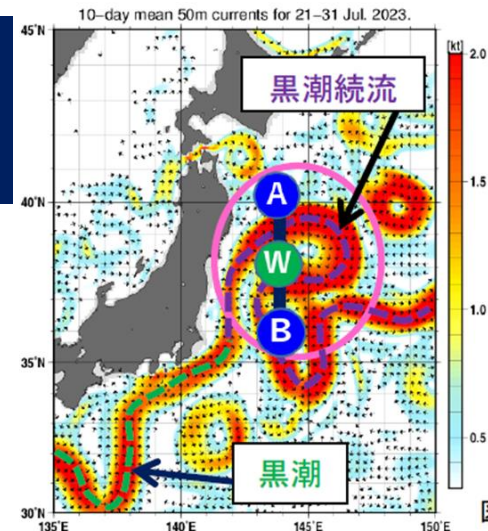 10−day mean 50m currents for 21−31 Jul. 2023.
45˚N
[kt]
2.0
黒潮続流
1.5
40˚N
A
W
1.0
B
35˚N
0.5
黒潮
30˚N
135˚E
140˚E
145˚E
150˚E